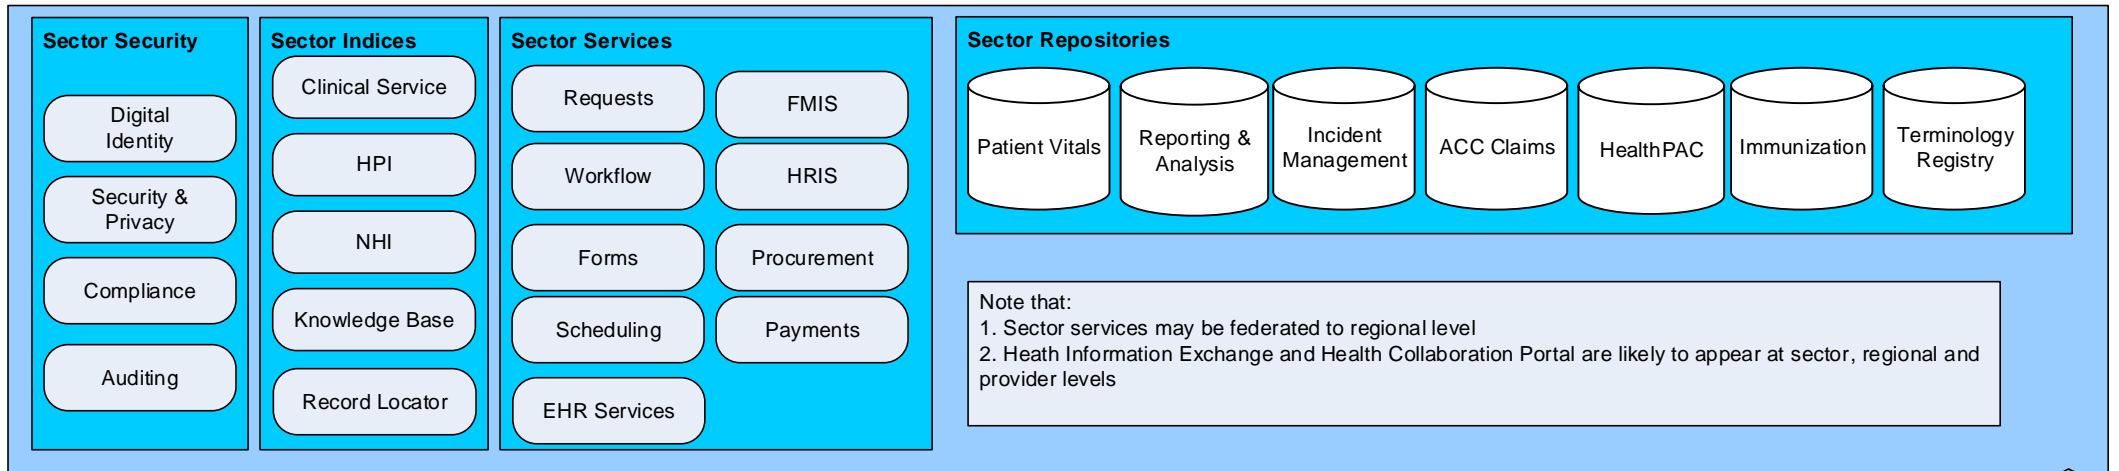 Sector Security
Digital
Identity
Security &
Privacy
Compliance
Auditing
Sector Indices
Clinical Service
HPI
NHI
Knowledge Base
Record Locator
Sector Services
Requests
FMIS
Workflow
HRIS
Forms
Procurement
Scheduling
Payments
EHR Services
Sector Repositories
Patient Vitals
Reporting &
Analysis
Incident
Management
ACC Claims
HealthPAC
Immunization
Terminology
Registry
Note that:
1. Sector services may be federated to regional level
2. Heath Information Exchange and Health Collaboration Portal are likely to appear at sector, regional and
provider levels